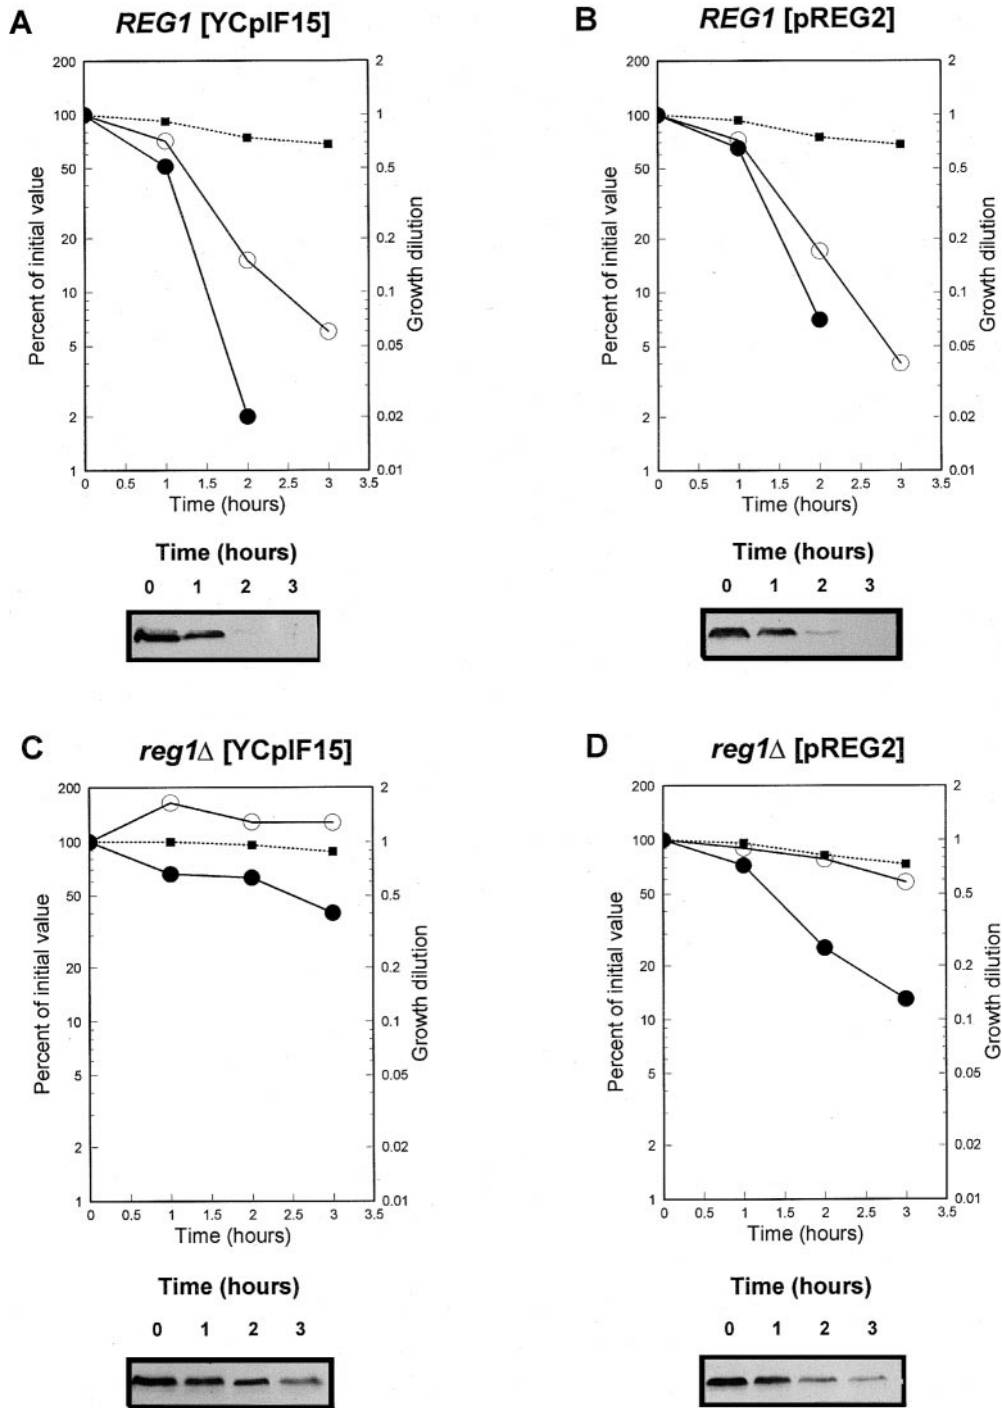 A
REG1 [YCpIF15]
200
100
50
20
10
5
2
1
Percent of initial value
2
1
0.5
0.2
0.1
0.05
0.02
0.01
Growth dilution
0 0.5 1 1.5 2 2.5 3 3.5
Time (hours)
Time (hours)
0 1 2 3
B
REG1 [pREG2]
200
100
50
20
10
5
2
1
Percent of initial value
2
1
0.5
0.2
0.1
0.05
0.02
0.01
Growth dilution
0 0.5 1 1.5 2 2.5 3 3.5
Time (hours)
Time (hours)
0 1 2 3
C
reg1Δ [YCpIF15]
200
100
50
20
10
5
2
1
Percent of initial value
2
1
0.5
0.2
0.1
0.05
0.02
0.01
Growth dilution
0 0.5 1 1.5 2 2.5 3 3.5
Time (hours)
Time (hours)
0 1 2 3
D
reg1Δ [pREG2]
200
100
50
20
10
5
2
1
Percent of initial value
2
1
0.5
0.2
0.1
0.05
0.02
0.01
Growth dilution
0 0.5 1 1.5 2 2.5 3 3.5
Time (hours)
Time (hours)
0 1 2 3